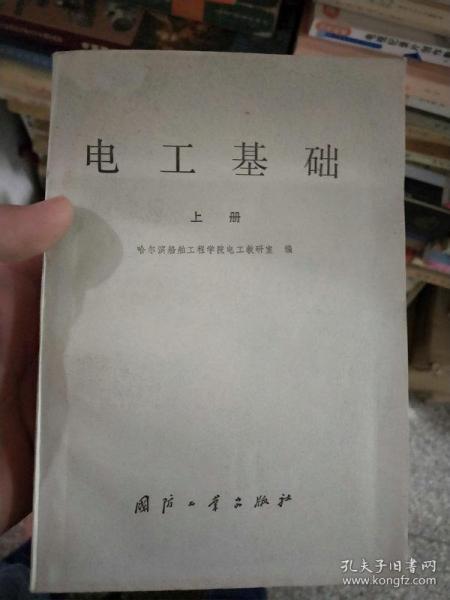 电工基础
上册
哈尔滨船舶工程学院电工教研室 编
国防工业出版社
孔夫子旧书网
www.kongfz.com